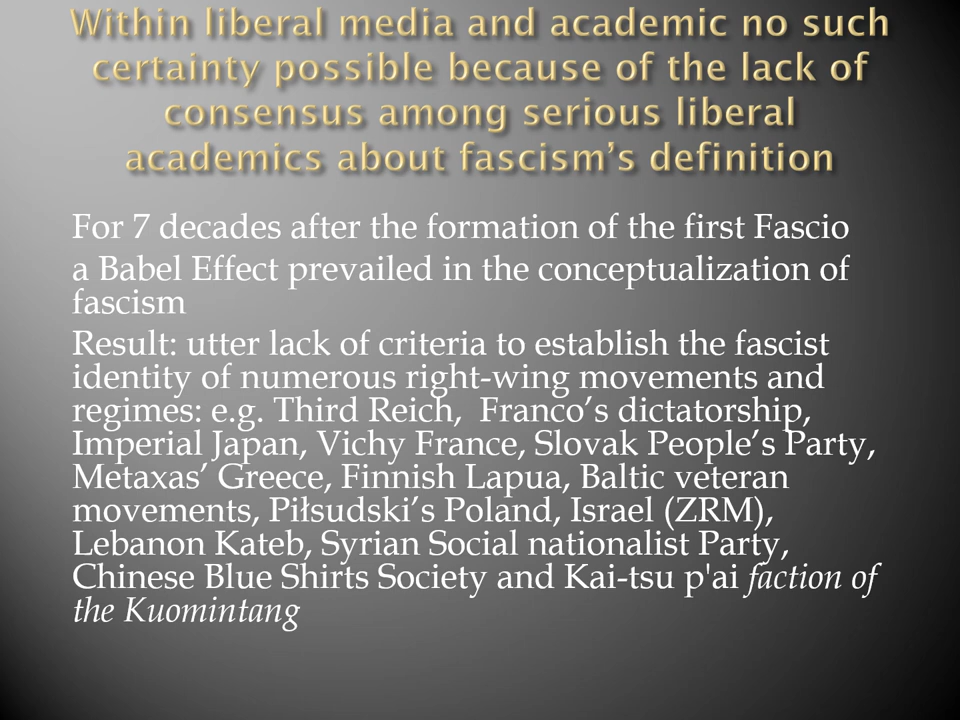 Within liberal media and academic no such
certainty possible because of the lack of
consensus among serious liberal
academics about fascism’s definition
For 7 decades after the formation of the first Fascio
a Babel Effect prevailed in the conceptualization of
fascism
Result: utter lack of criteria to establish the fascist
identity of numerous right-wing movements and
regimes: e.g. Third Reich,  Franco’s dictatorship,
Imperial Japan, Vichy France, Slovak People’s Party,
Metaxas’ Greece, Finnish Lapua, Baltic veteran
movements, Piłsudski’s Poland, Israel (ZRM),
Lebanon Kateb, Syrian Social nationalist Party,
Chinese Blue Shirts Society and Kai-tsu p'ai faction of
the Kuomintang